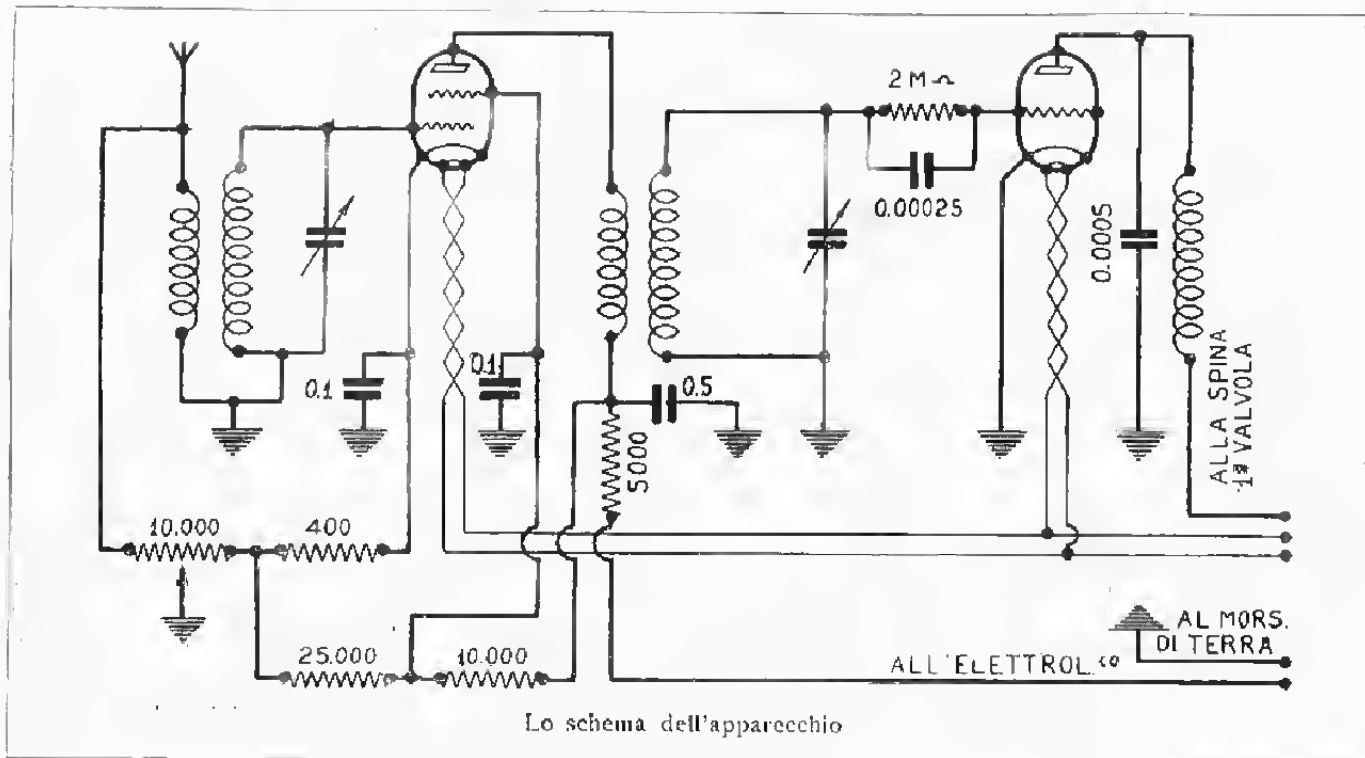 2 MΩ
0.00025
0.0005
0.1
0.1
0.5
5000
ALLA SPINA
1ª VALVOLA
10.000
400
25.000
10.000
AL MORS.
DI TERRA
ALL'ELETTROL.co
Lo schema dell'apparecchio